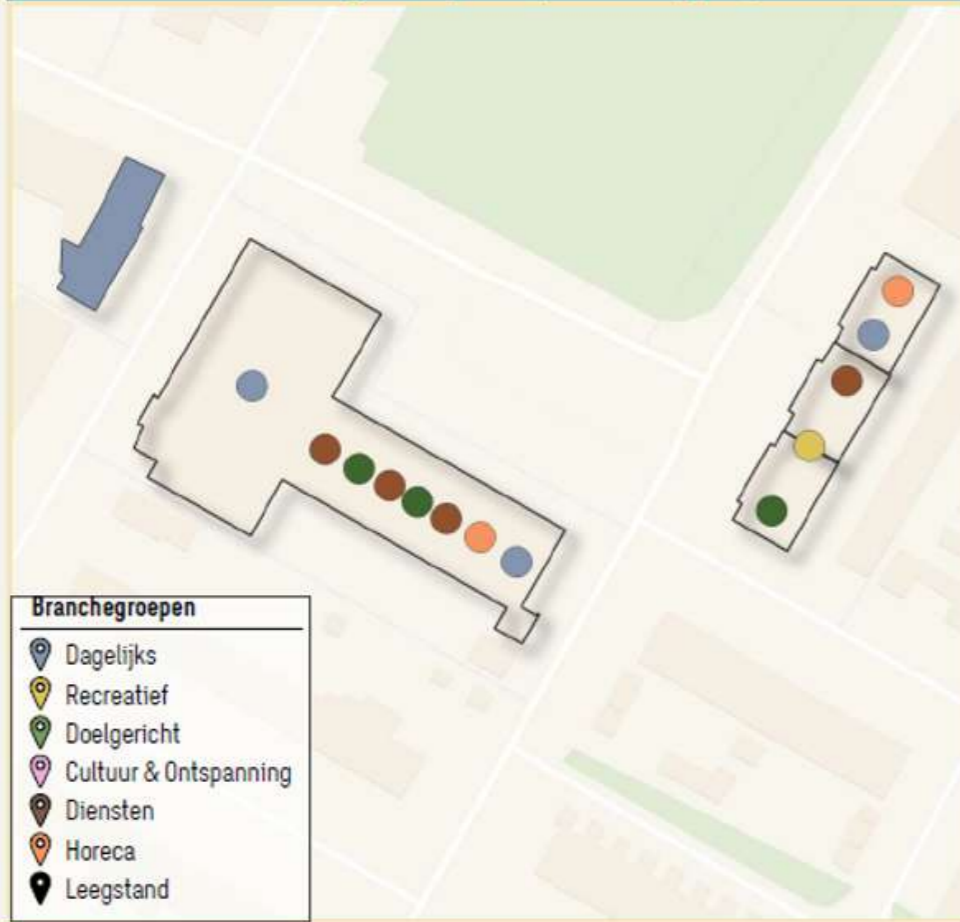 Branchegroepen
Dagelijks
Recreatief
Doelgericht
Cultuur & Ontspanning
Diensten
Horeca
Leegstand